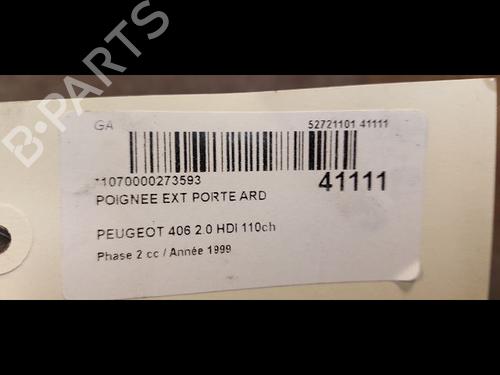 B-PARTS
GA
52721101 41111
*1070000273593
41111
POIGNEE EXT PORTE ARD
PEUGEOT 406 2.0 HDI 110ch
Phase 2 cc / Année 1999